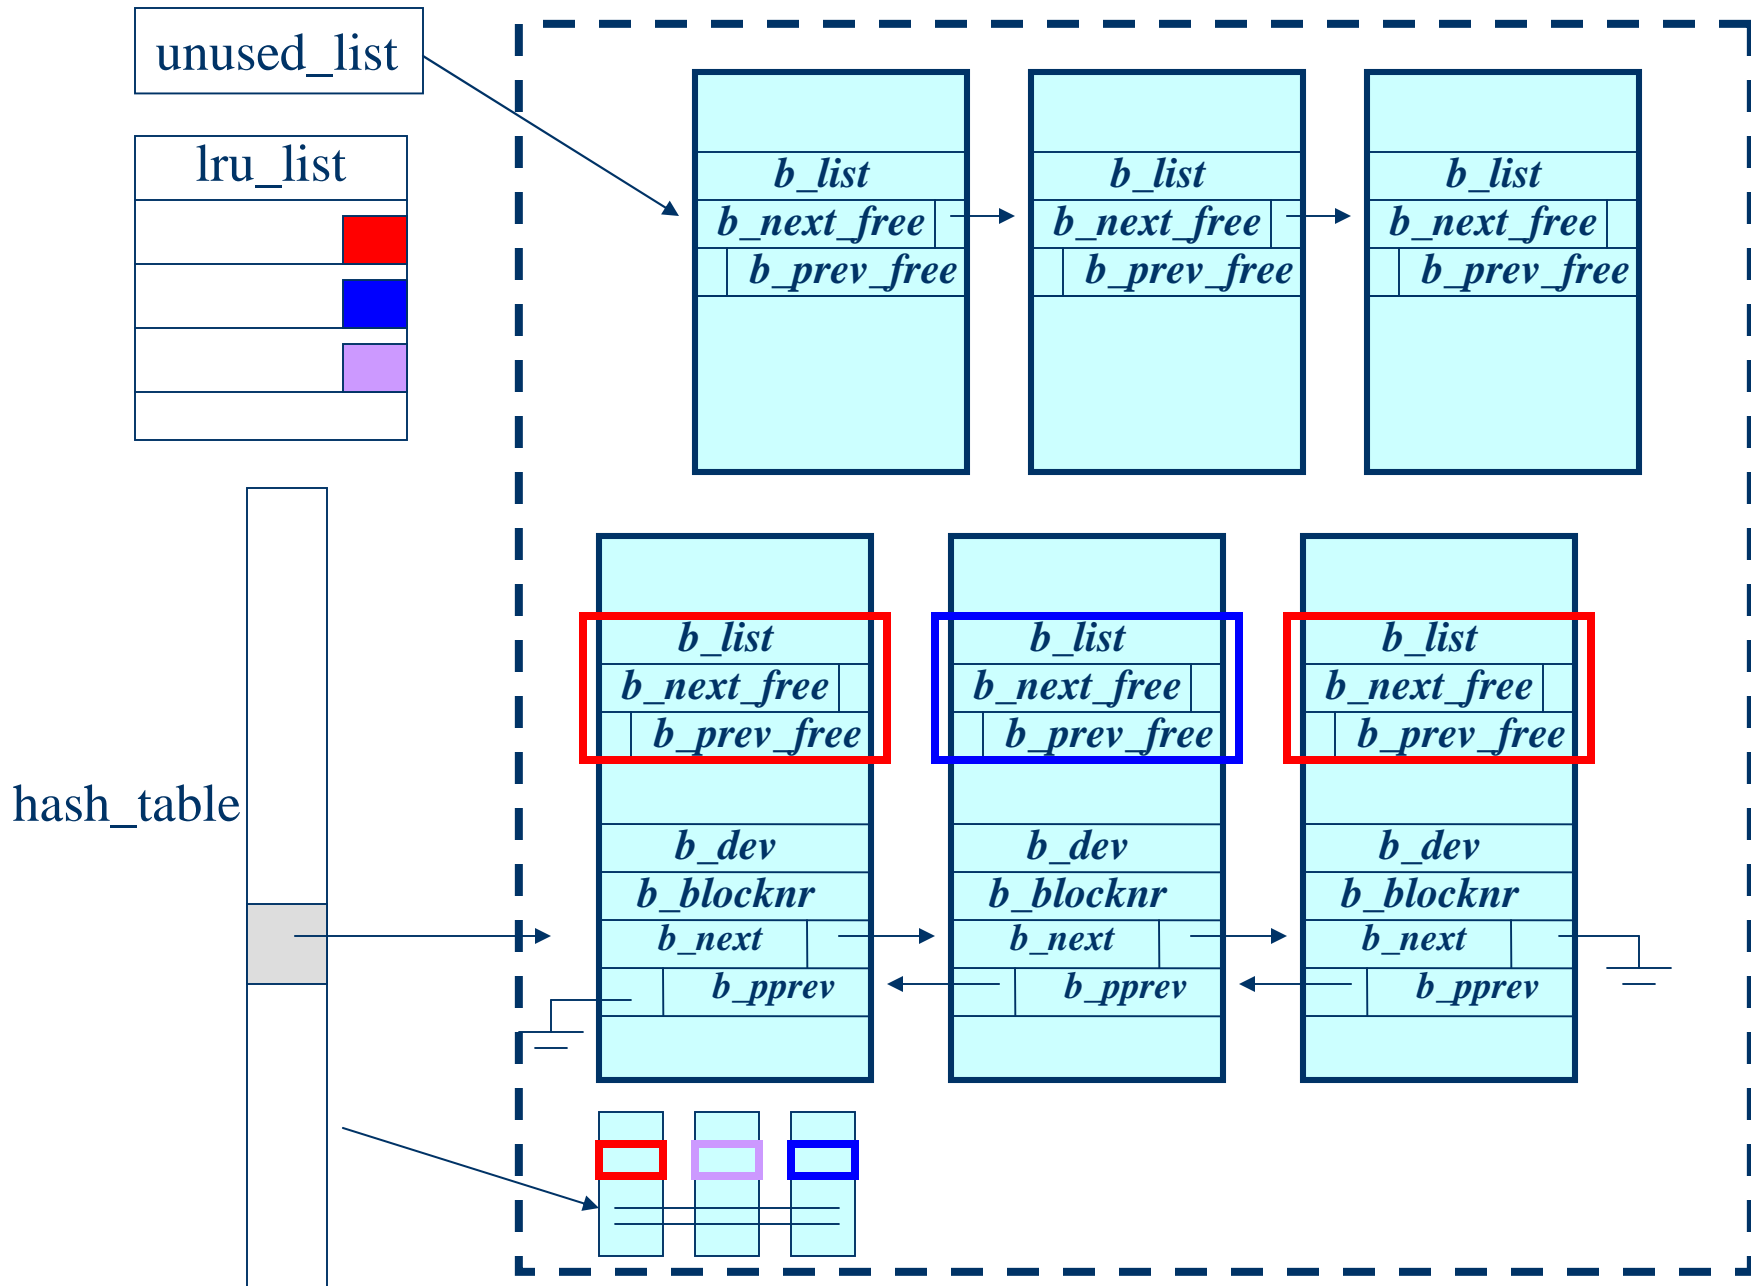 unused_list
lru_list
b_list b_list b_list
b_next_free b_next_free b_next_free
b_prev_free b_prev_free b_prev_free
b_list b_list b_list
b_next_free b_next_free b_next_free
b_prev_free b_prev_free b_prev_free
hash_table
b_dev b_dev b_dev
b_blocknr b_blocknr b_blocknr
b_next b_next b_next
b_pprev b_pprev b_pprev